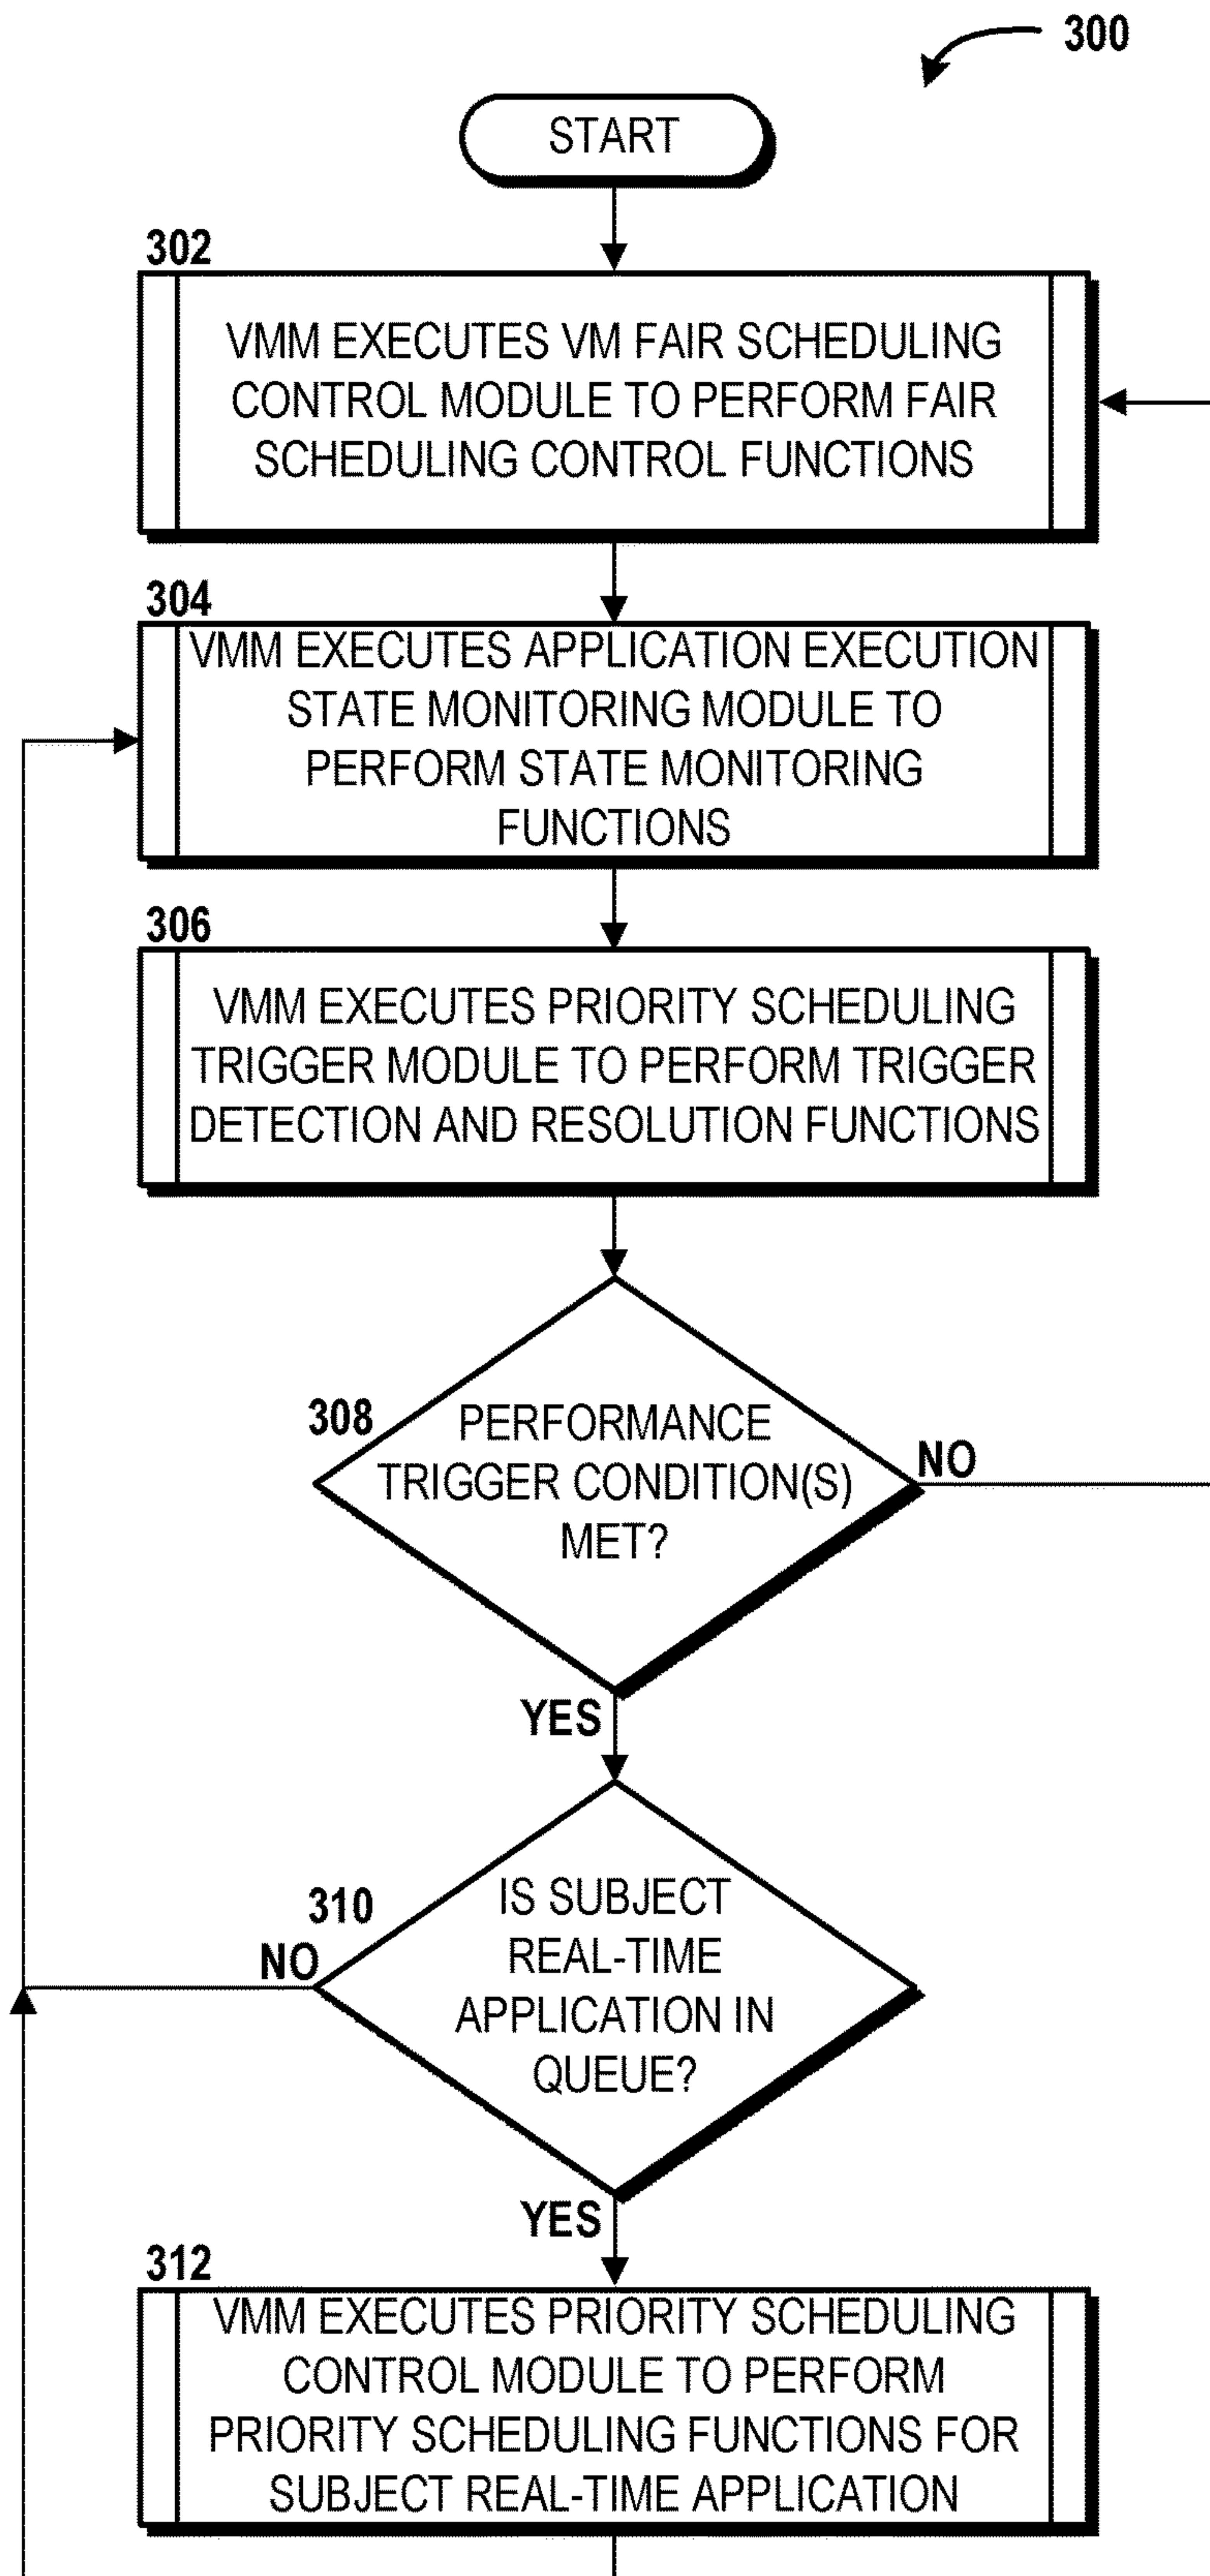 300
START
302
VMM EXECUTES VM FAIR SCHEDULING
CONTROL MODULE TO PERFORM FAIR
SCHEDULING CONTROL FUNCTIONS
304
VMM EXECUTES APPLICATION EXECUTION
STATE MONITORING MODULE TO
PERFORM STATE MONITORING
FUNCTIONS
306
VMM EXECUTES PRIORITY SCHEDULING
TRIGGER MODULE TO PERFORM TRIGGER
DETECTION AND RESOLUTION FUNCTIONS
308
PERFORMANCE
TRIGGER CONDITION(S)
MET?
NO
YES
310
IS SUBJECT
REAL-TIME
APPLICATION IN
QUEUE?
NO
YES
312
VMM EXECUTES PRIORITY SCHEDULING
CONTROL MODULE TO PERFORM
PRIORITY SCHEDULING FUNCTIONS FOR
SUBJECT REAL-TIME APPLICATION